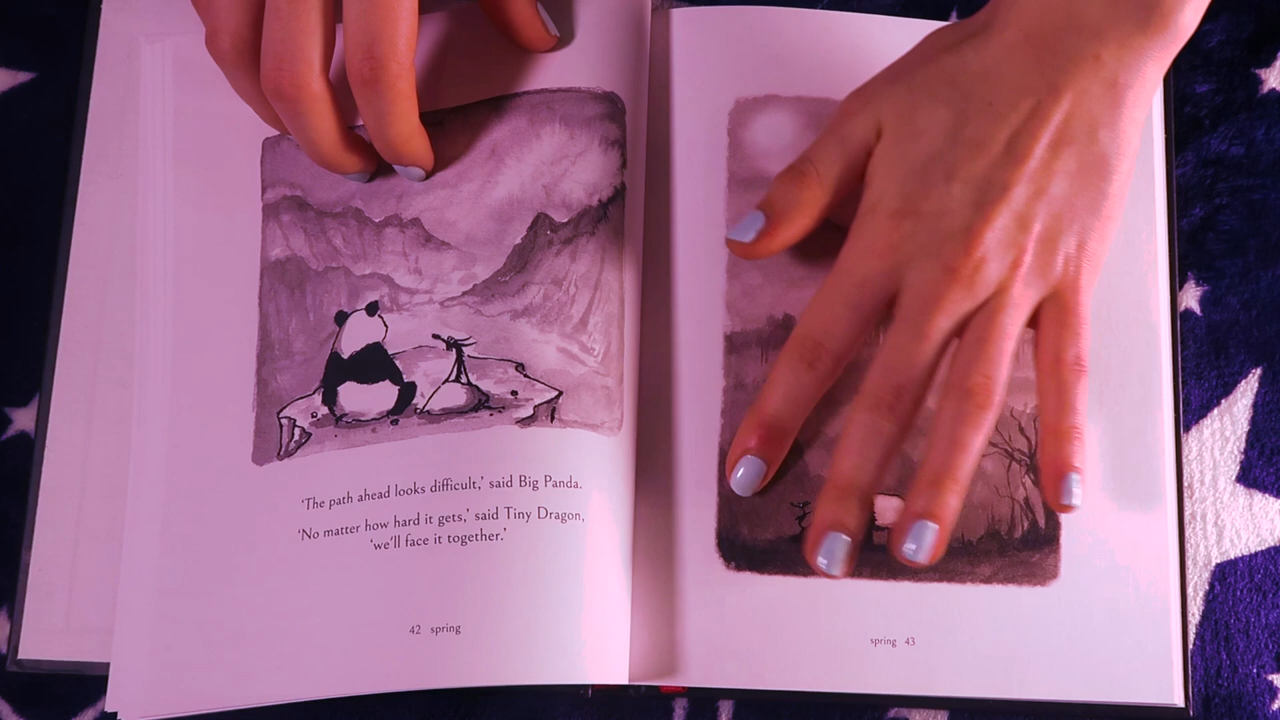 ‘The path ahead looks difficult,’ said Big Panda.
‘No matter how hard it gets,’ said Tiny Dragon,
‘we’ll face it together.’
42 spring
spring 43